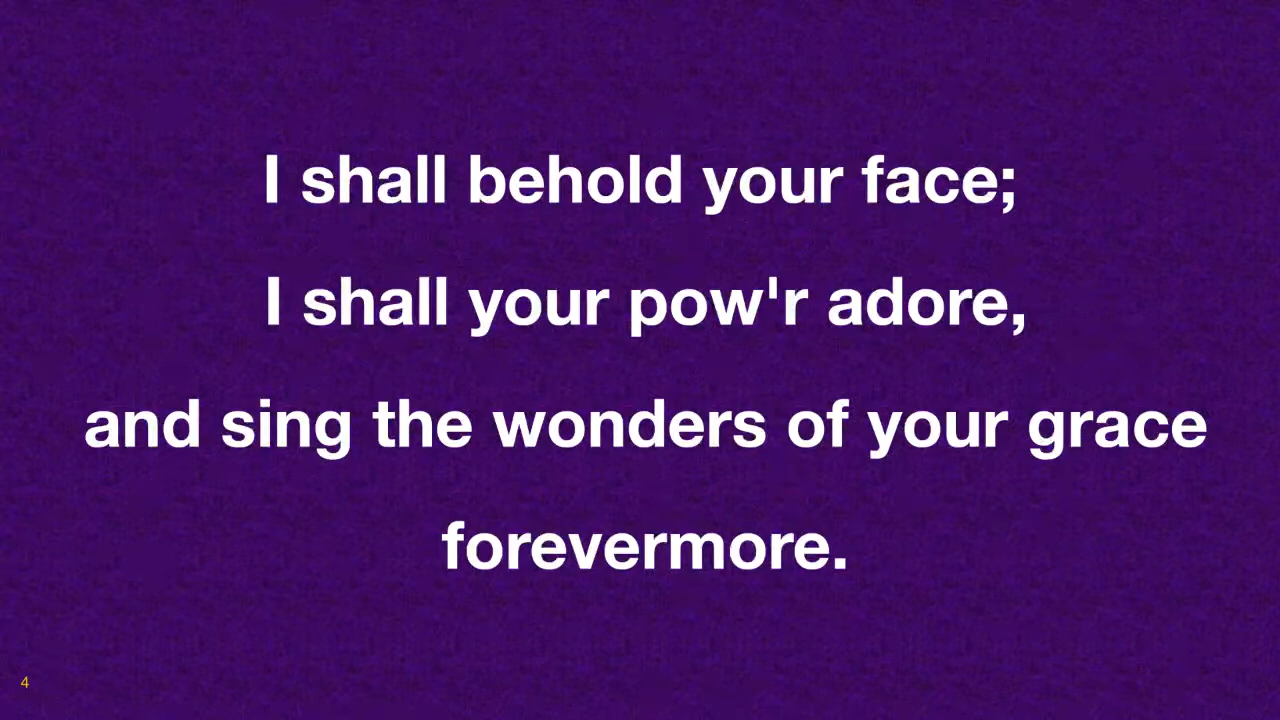 I shall behold your face;
I shall your pow'r adore,
and sing the wonders of your grace
forevermore.
4